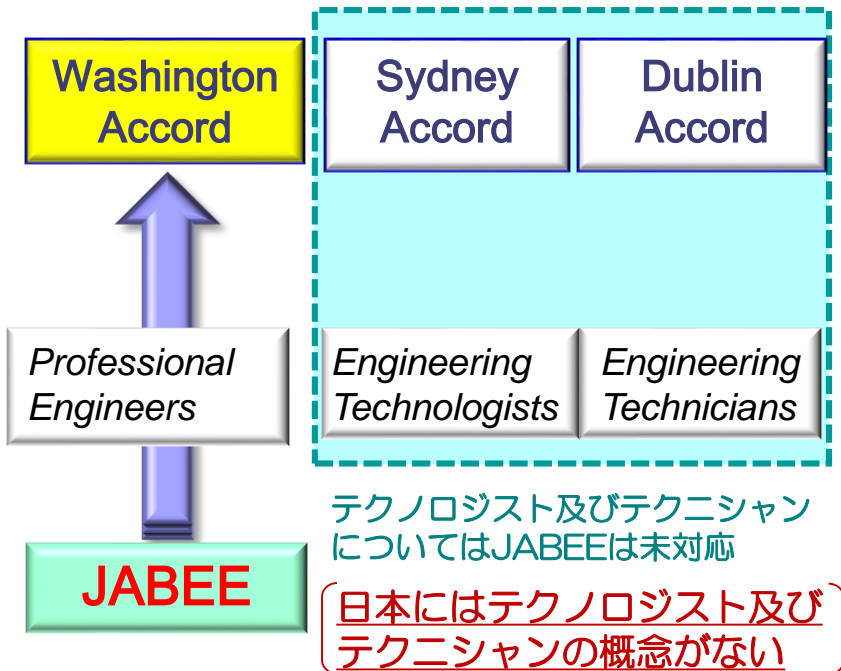 Washington
Accord
Sydney
Accord
Dublin
Accord
Professional
Engineers
Engineering
Technologists
Engineering
Technicians
テクノロジスト及びテクニシャン
についてはJABEEは未対応
JABEE
日本にはテクノロジスト及び
テクニシャンの概念がない